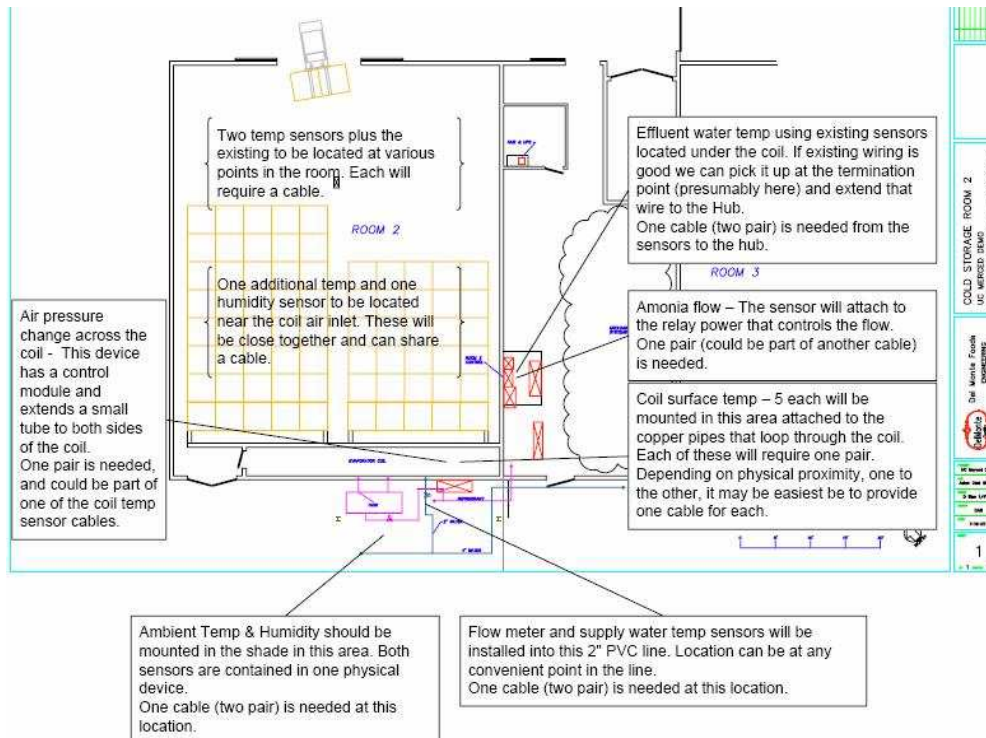 Two temp sensors plus the
existing to be located at various
points in the room. Each will
require a cable.
HUB & UPS
Effluent water temp using existing sensors
located under the coil. If existing wiring is
good we can pick it up at the termination
point (presumably here) and extend that
wire to the Hub.
One cable (two pair) is needed from the
sensors to the hub.
ROOM 2
ROOM 3
One additional temp and one
humidity sensor to be located
near the coil air inlet. These will
be close together and can share
a cable.
Air pressure
change across the
coil - This device
has a control
module and
extends a small
tube to both sides
of the coil.
One pair is needed,
and could be part of
one of the coil temp
sensor cables.
Amonia flow – The sensor will attach to
the relay power that controls the flow.
One pair (could be part of another cable)
is needed.
Coil surface temp – 5 each will be
mounted in this area attached to the
copper pipes that loop through the coil.
Each of these will require one pair.
Depending on physical proximity, one to
the other, it may be easiest be to provide
one cable for each.
EVAPORATOR COIL
REFRIGERANT
COLD STORAGE ROOM 2
UC MERCED DEMO
Del Monte Foods
ENGINEERING
Del Monte
1
Ambient Temp & Humidity should be
mounted in the shade in this area. Both
sensors are contained in one physical
device.
One cable (two pair) is needed at this
location.
Flow meter and supply water temp sensors will be
installed into this 2" PVC line. Location can be at any
convenient point in the line.
One cable (two pair) is needed at this location.